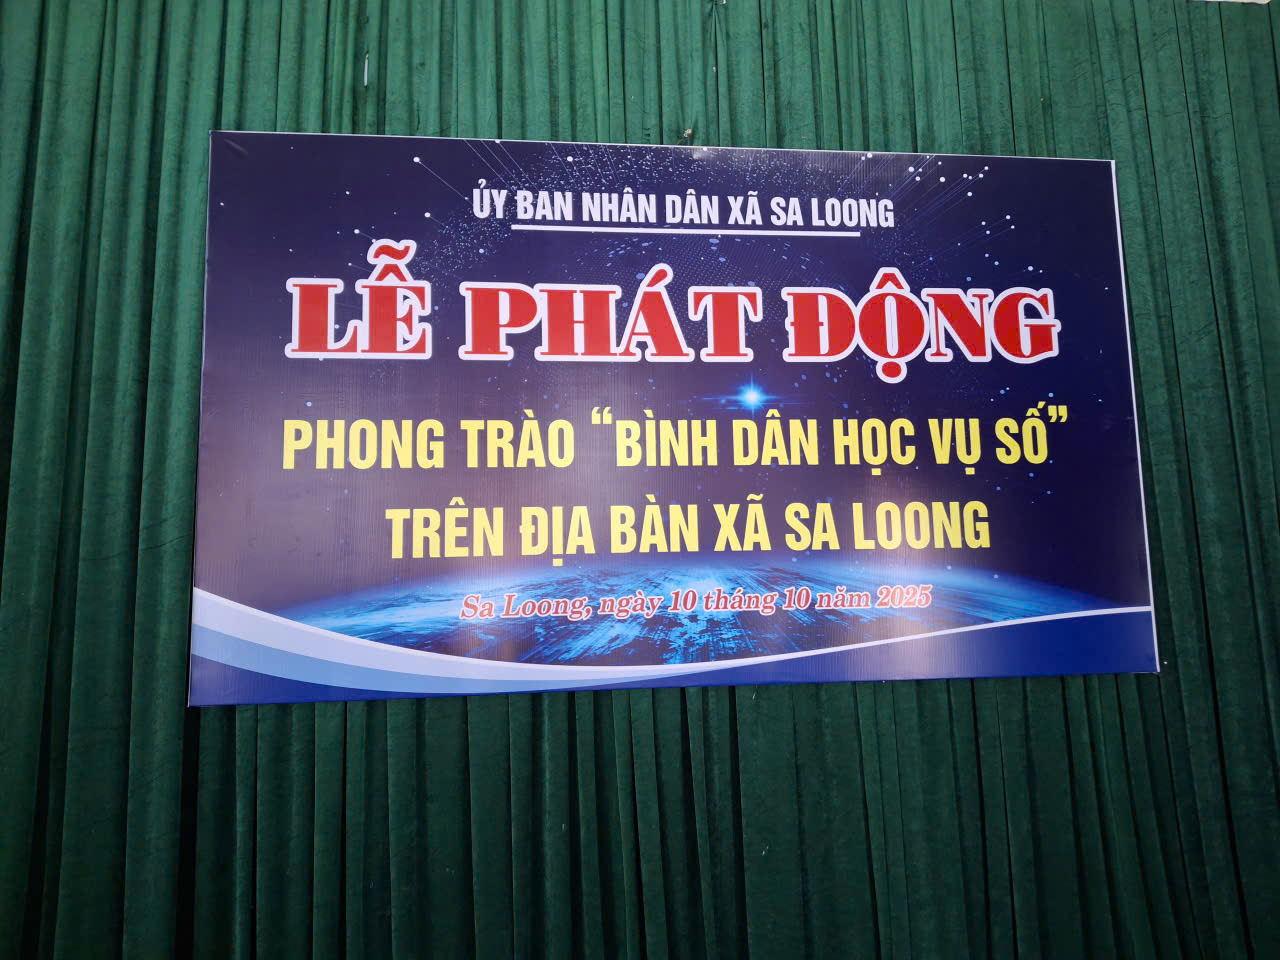 ỦY BAN NHÂN DÂN XÃ SA LOONG
LỄ PHÁT ĐỘNG
PHONG TRÀO “BÌNH DÂN HỌC VỤ SỐ”
TRÊN ĐỊA BÀN XÃ SA LOONG
Sa Loong, ngày 10 tháng 10 năm 2025